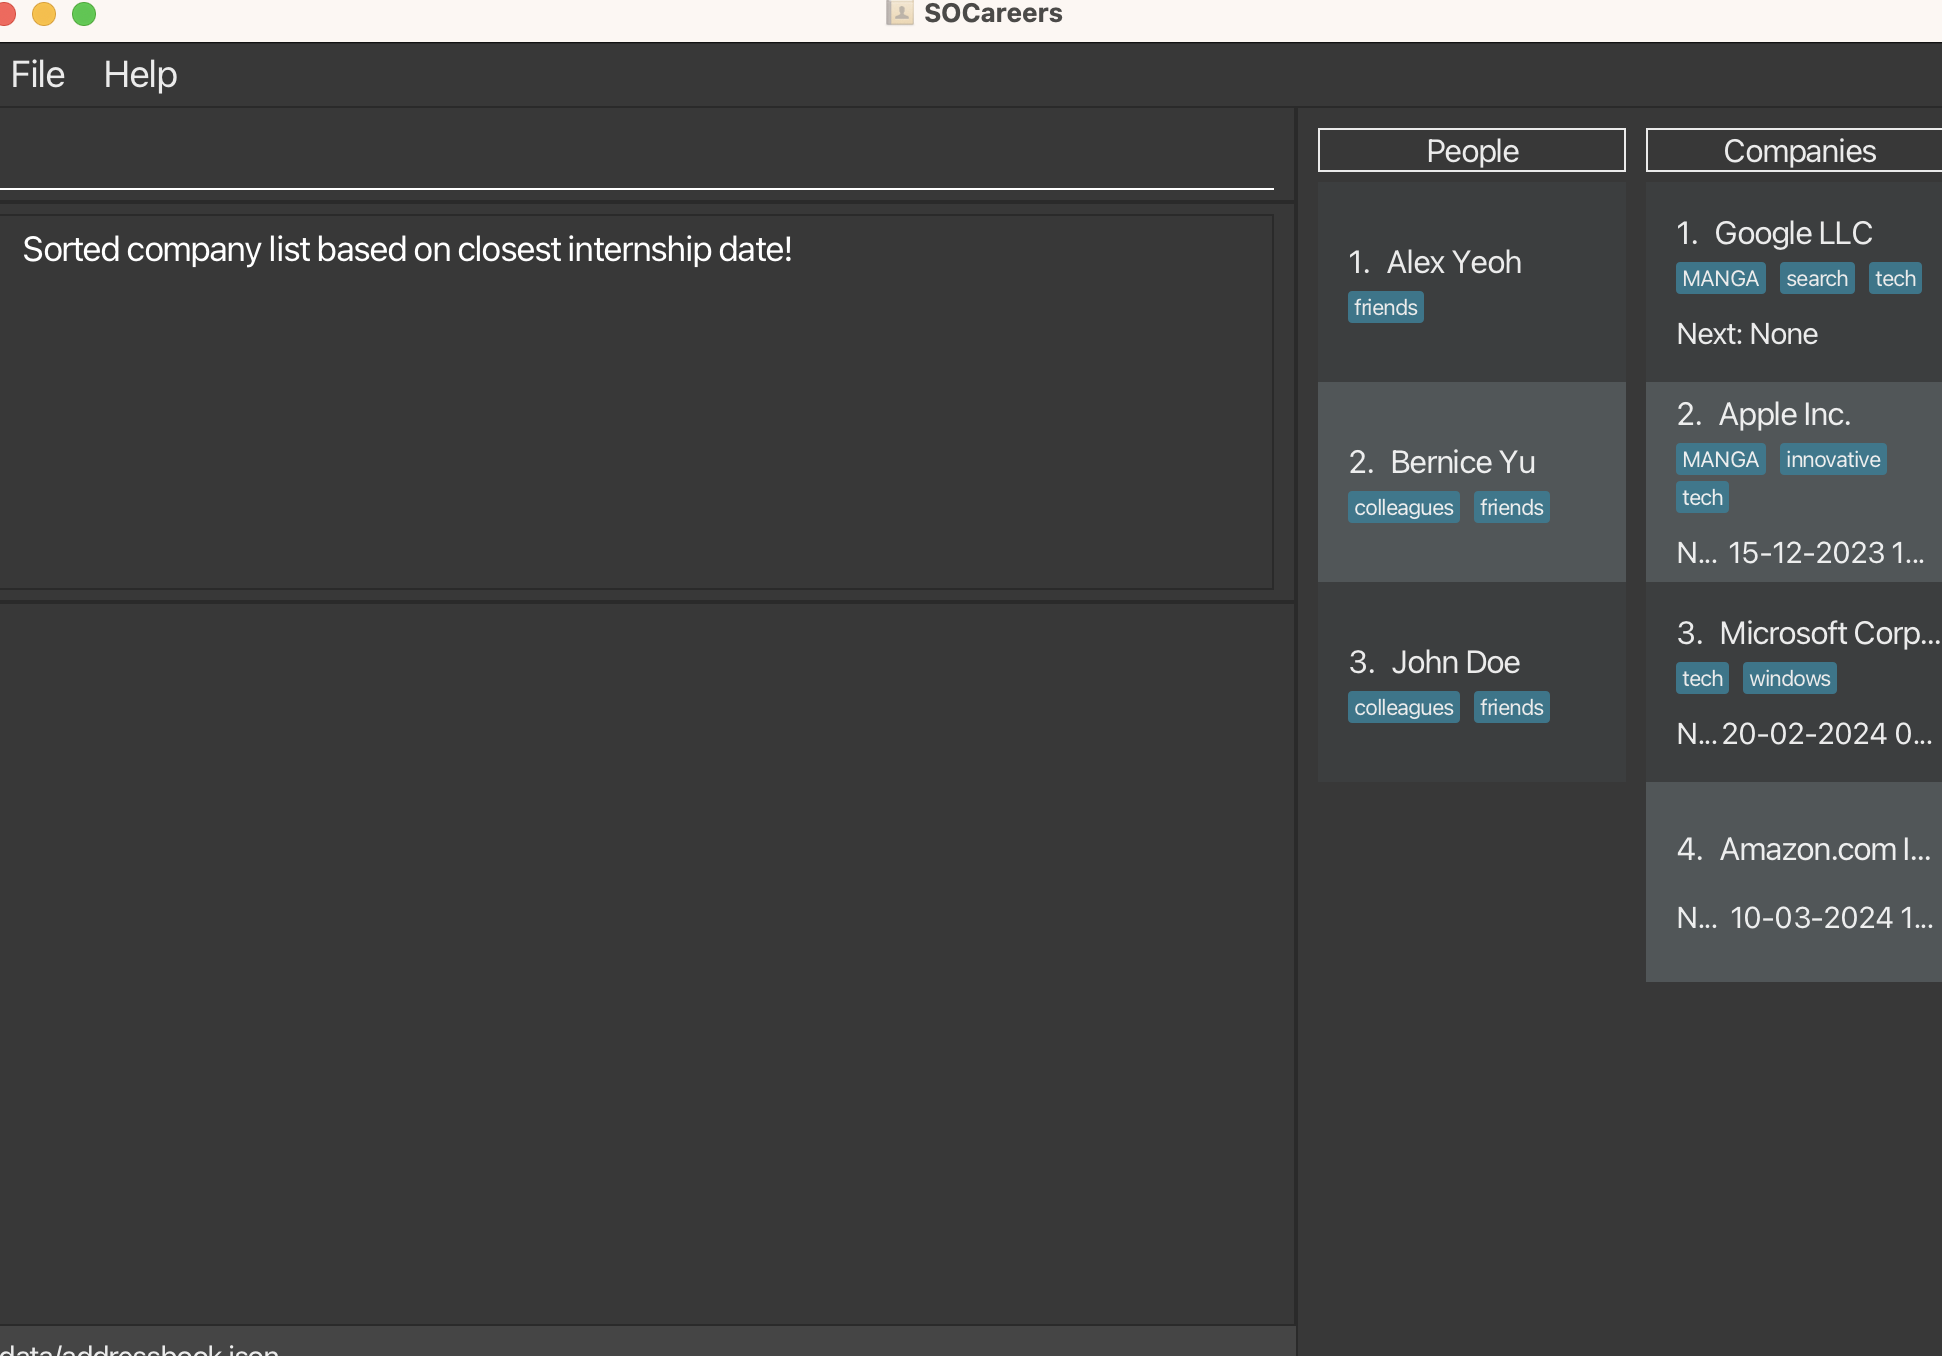 SOCareers
File Help
Sorted company list based on closest internship date!
People
1. Alex Yeoh
friends
2. Bernice Yu
colleagues friends
3. John Doe
colleagues friends
Companies
1. Google LLC
MANGA search tech
Next: None
2. Apple Inc.
MANGA innovative
tech
N... 15-12-2023 1...
3. Microsoft Corp...
tech windows
N... 20-02-2024 0...
4. Amazon.com I...
N... 10-03-2024 1...
data/addressbook.json